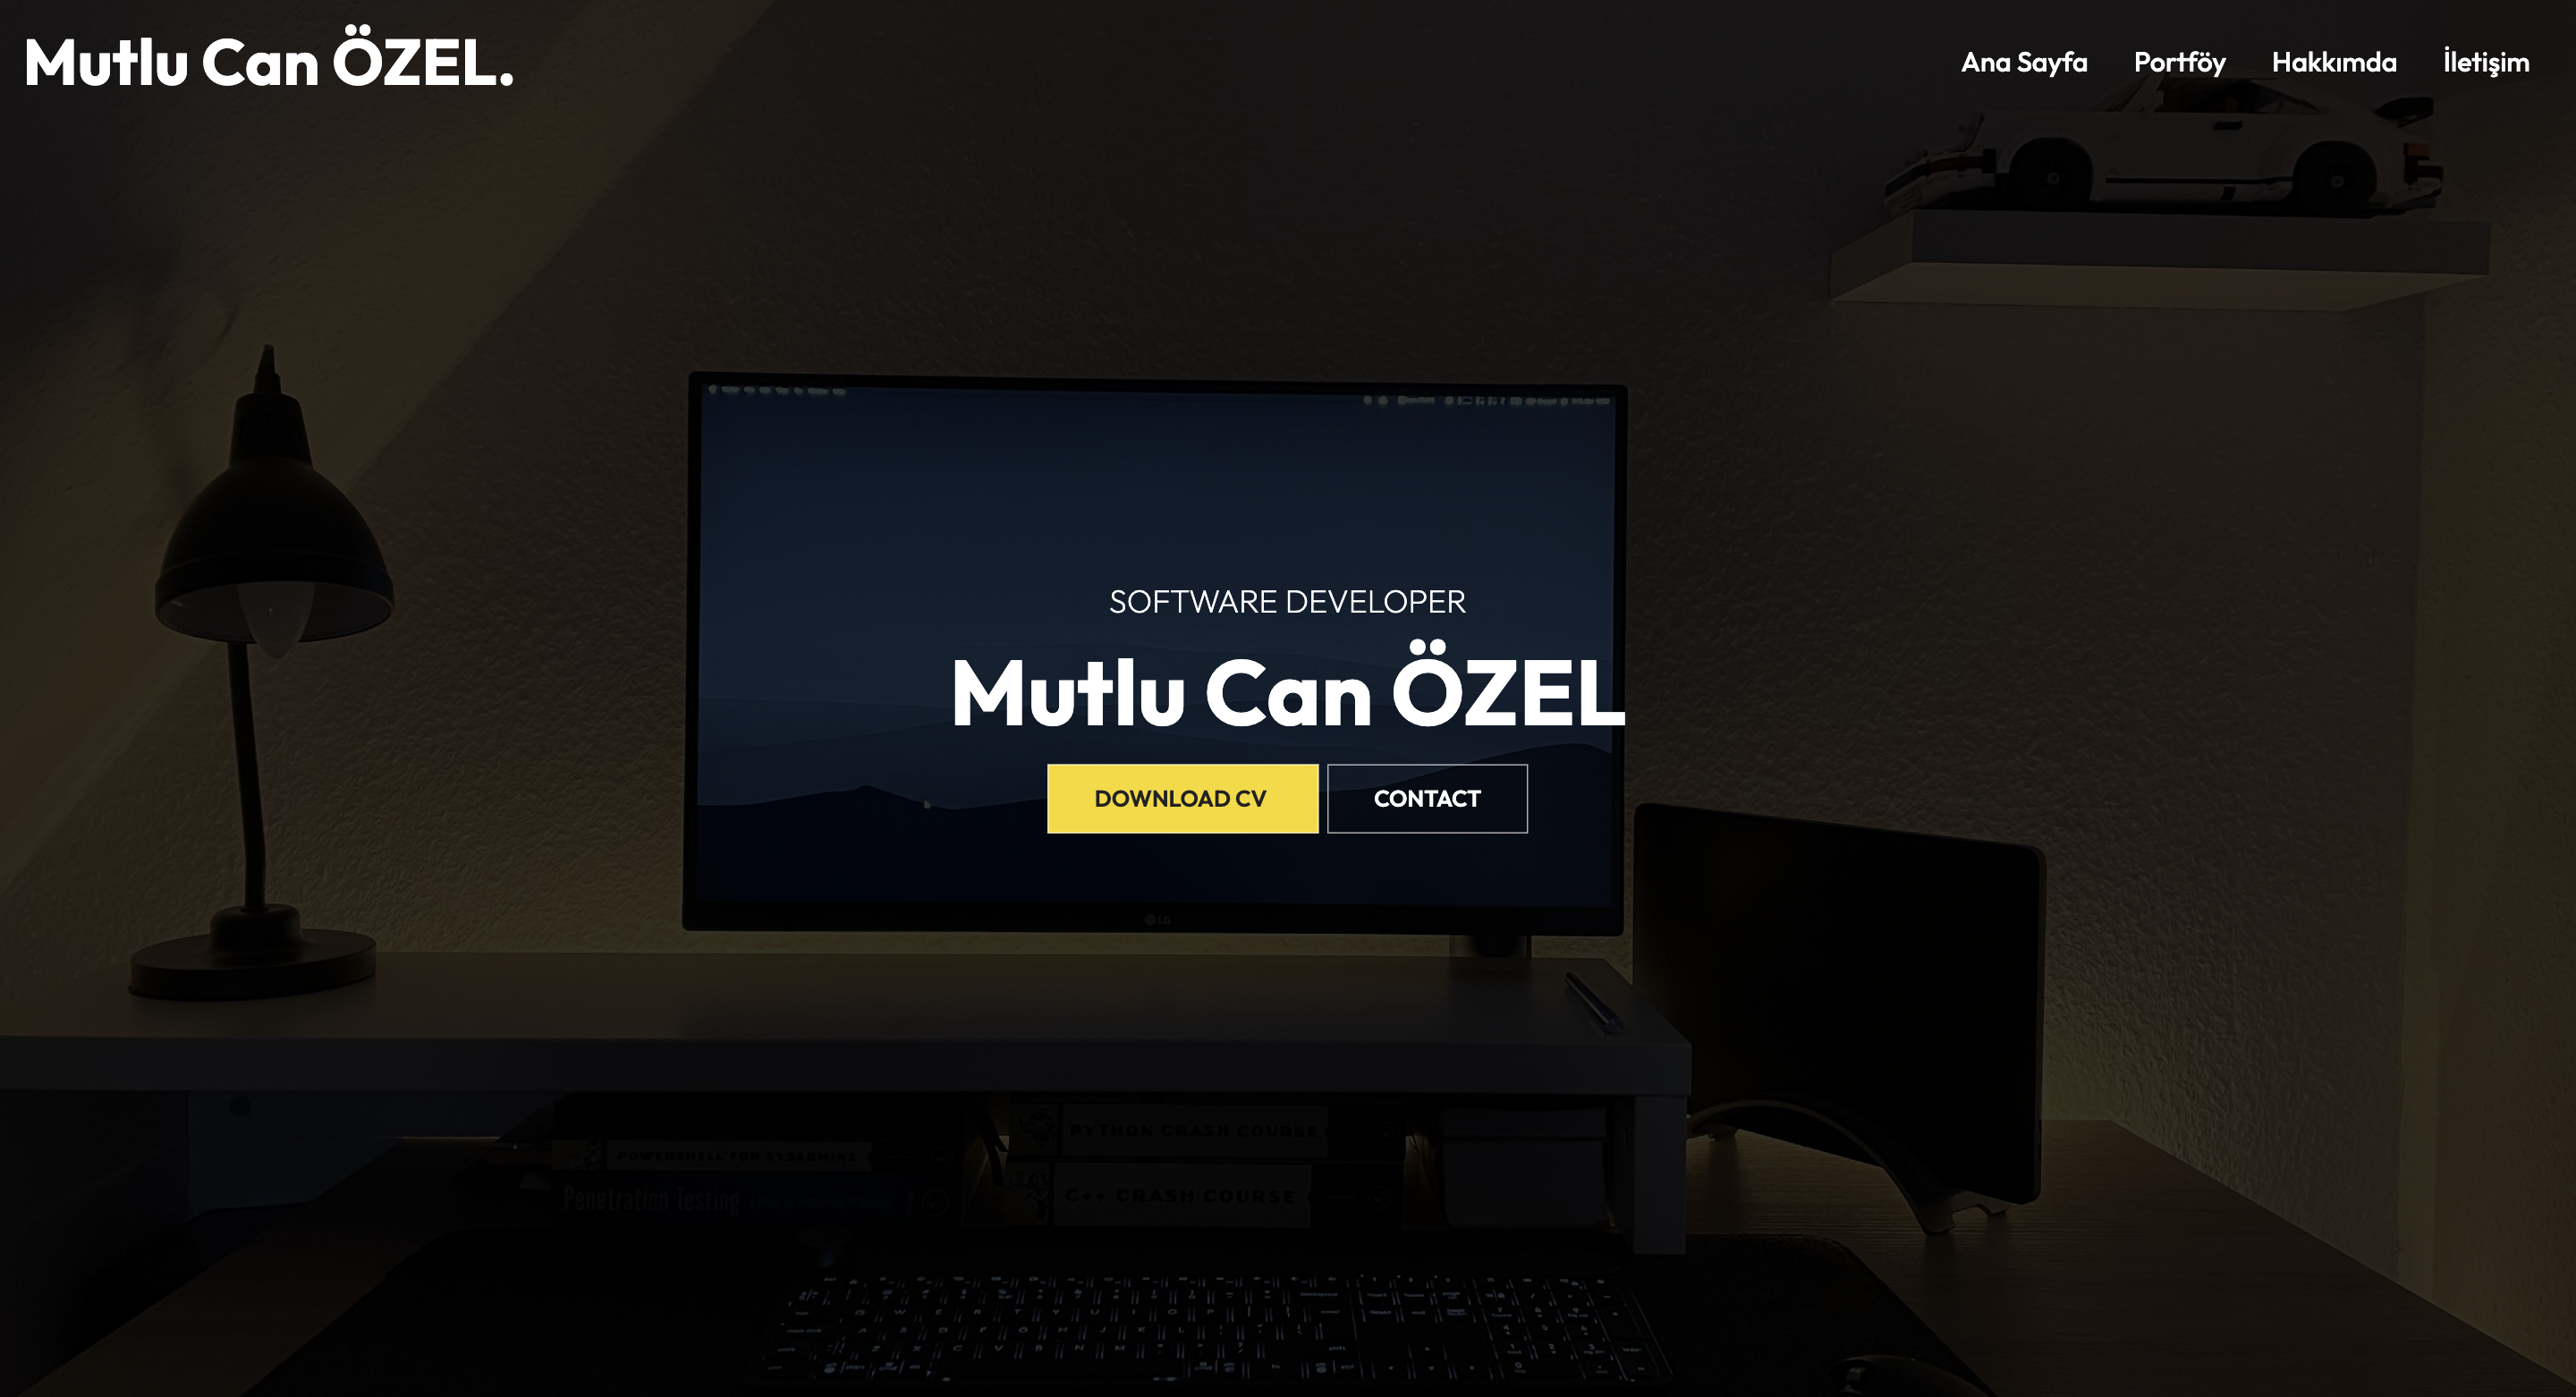 Mutlu Can ÖZEL.
Ana Sayfa Portföy Hakkımda İletişim
SOFTWARE DEVELOPER
Mutlu Can ÖZEL
DOWNLOAD CV CONTACT
LG
PYTHON CRASH COURSE
POWERSHELL FOR SYSADMINS
Penetration Testing
C++ CRASH COURSE